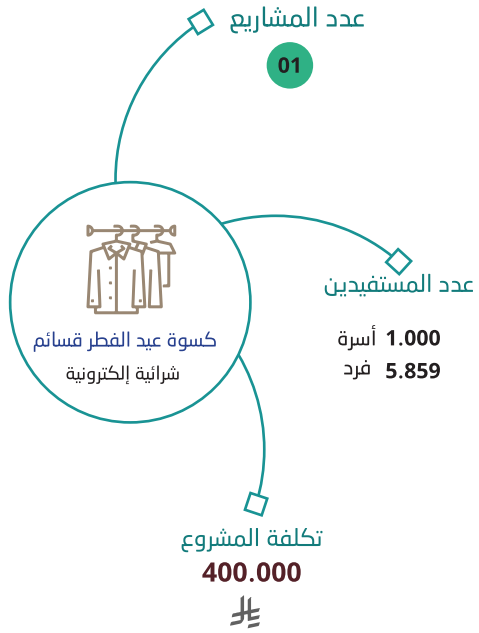 عدد المشاريع
01
عدد المستفيدين
1.000 أسرة
5.859 فرد
كسوة عيد الفطر قسائم
شرائية إلكترونية
تكلفة المشروع
400.000